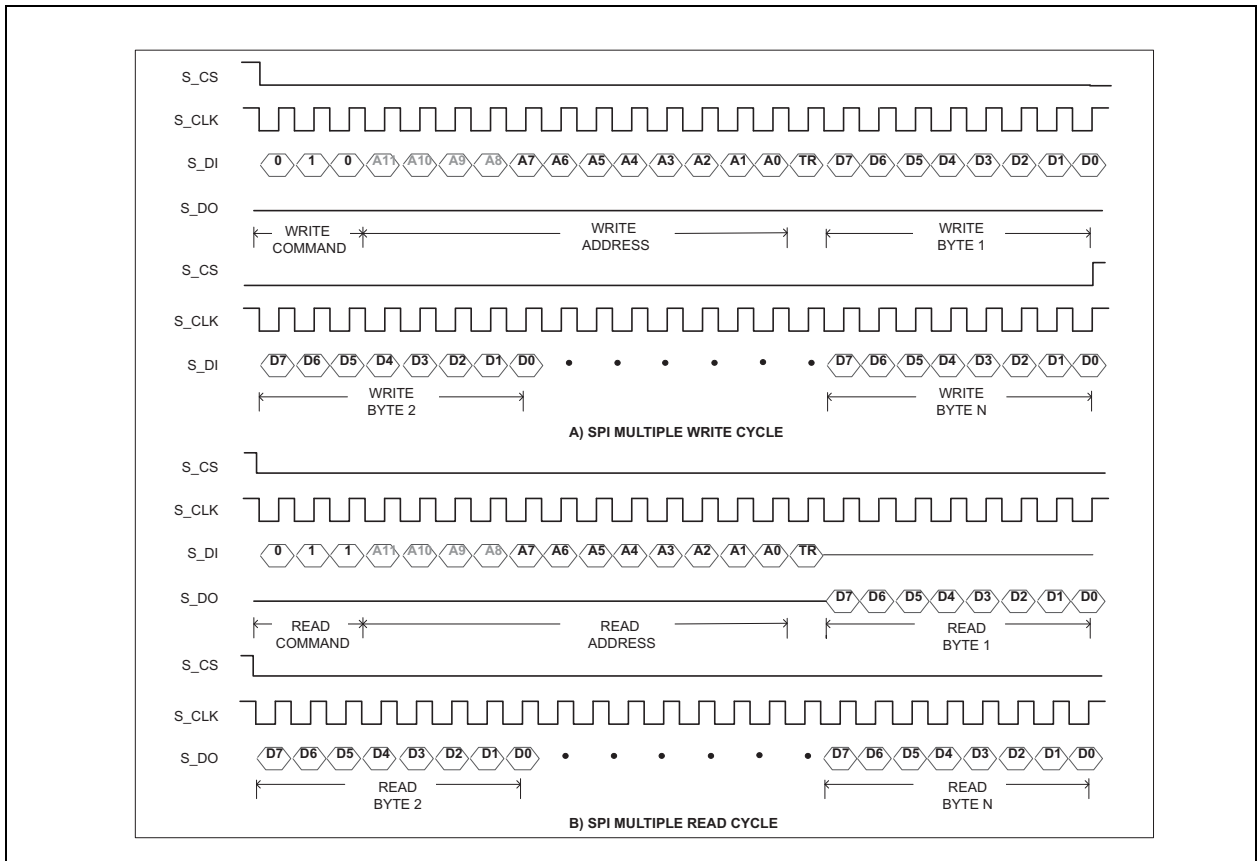 S_CS
S_CLK
S_DI 0 1 0 A11 A10 A9 A8 A7 A6 A5 A4 A3 A2 A1 A0 TR D7 D6 D5 D4 D3 D2 D1 D0
S_DO
WRITE COMMAND WRITE ADDRESS WRITE BYTE 1
S_CS
S_CLK
S_DI D7 D6 D5 D4 D3 D2 D1 D0 • • • • • • D7 D6 D5 D4 D3 D2 D1 D0
WRITE BYTE 2 WRITE BYTE N
A) SPI MULTIPLE WRITE CYCLE
S_CS
S_CLK
S_DI 0 1 1 A11 A10 A9 A8 A7 A6 A5 A4 A3 A2 A1 A0 TR
S_DO D7 D6 D5 D4 D3 D2 D1 D0
READ COMMAND READ ADDRESS READ BYTE 1
S_CS
S_CLK
S_DO D7 D6 D5 D4 D3 D2 D1 D0 • • • • • • D7 D6 D5 D4 D3 D2 D1 D0
READ BYTE 2 READ BYTE N
B) SPI MULTIPLE READ CYCLE